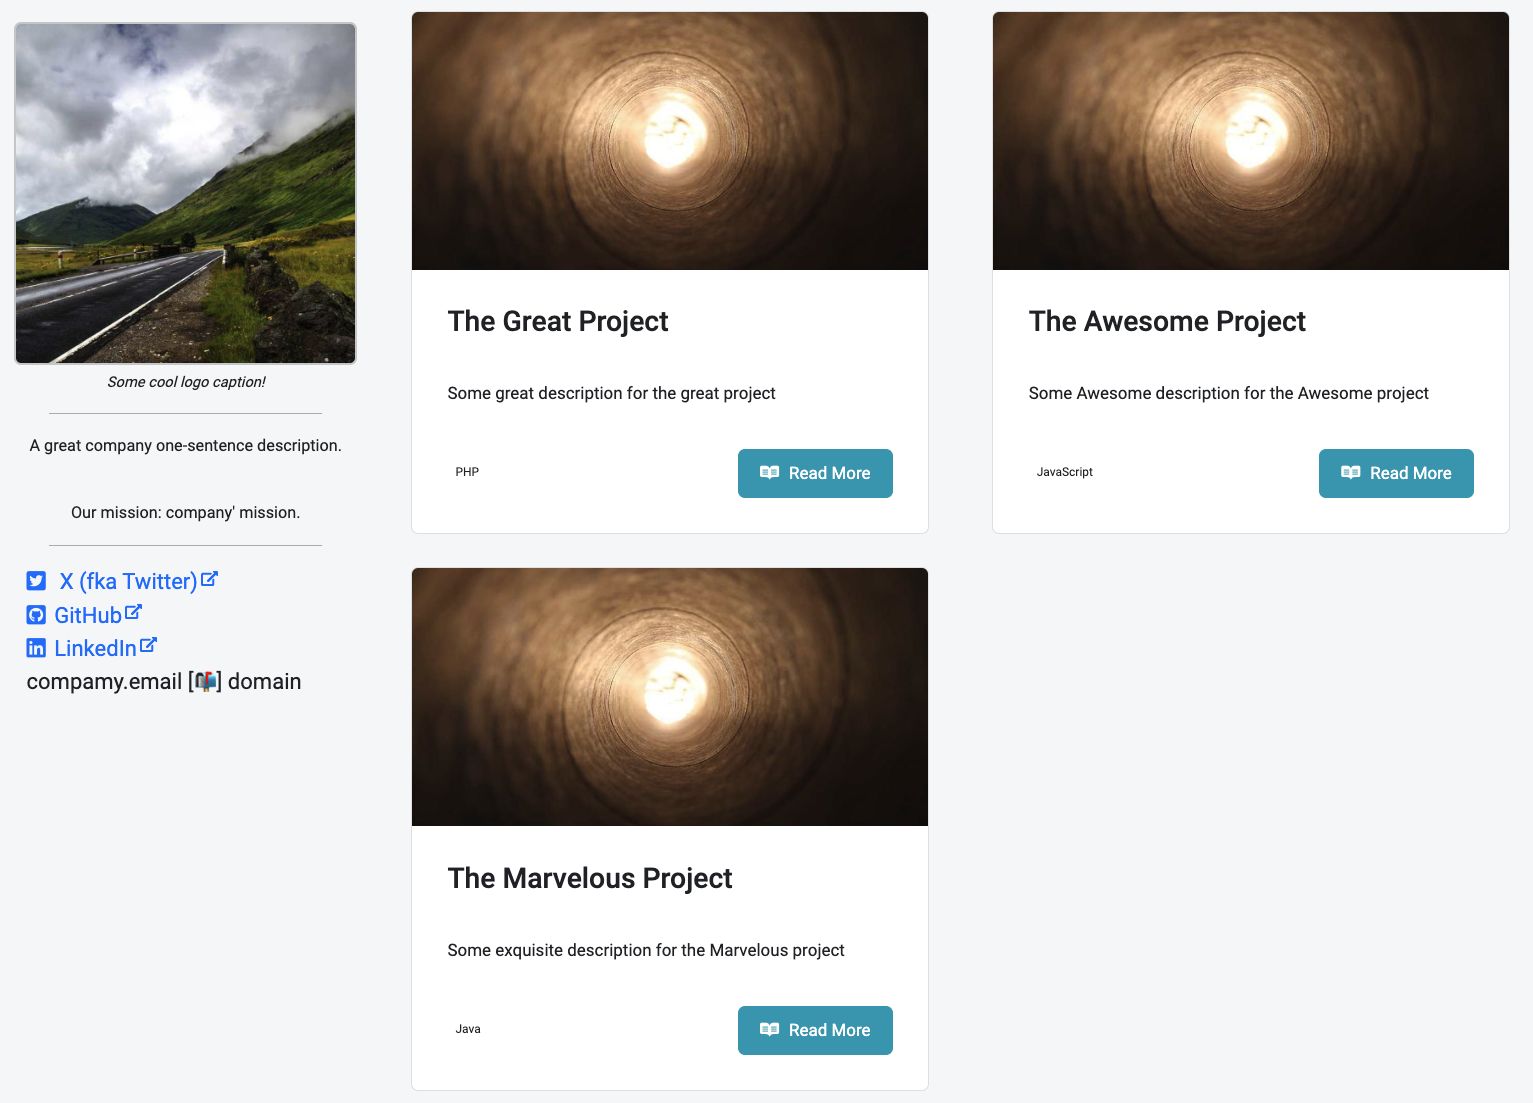 Some cool logo caption!
A great company one-sentence description.
Our mission: company' mission.
X (fka Twitter)
GitHub
LinkedIn
compamy.email [📬] domain
The Great Project
Some great description for the great project
PHP
Read More
The Awesome Project
Some Awesome description for the Awesome project
JavaScript
Read More
The Marvelous Project
Some exquisite description for the Marvelous project
Java
Read More